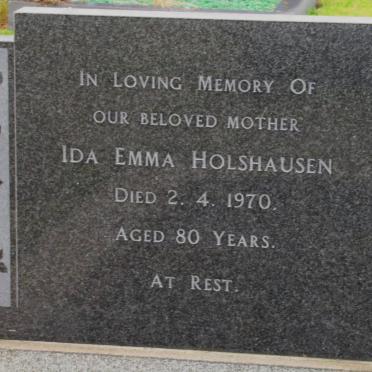 In Loving Memory Of
our beloved mother
Ida Emma Holshausen
Died 2. 4. 1970.
Aged 80 Years.
At Rest.